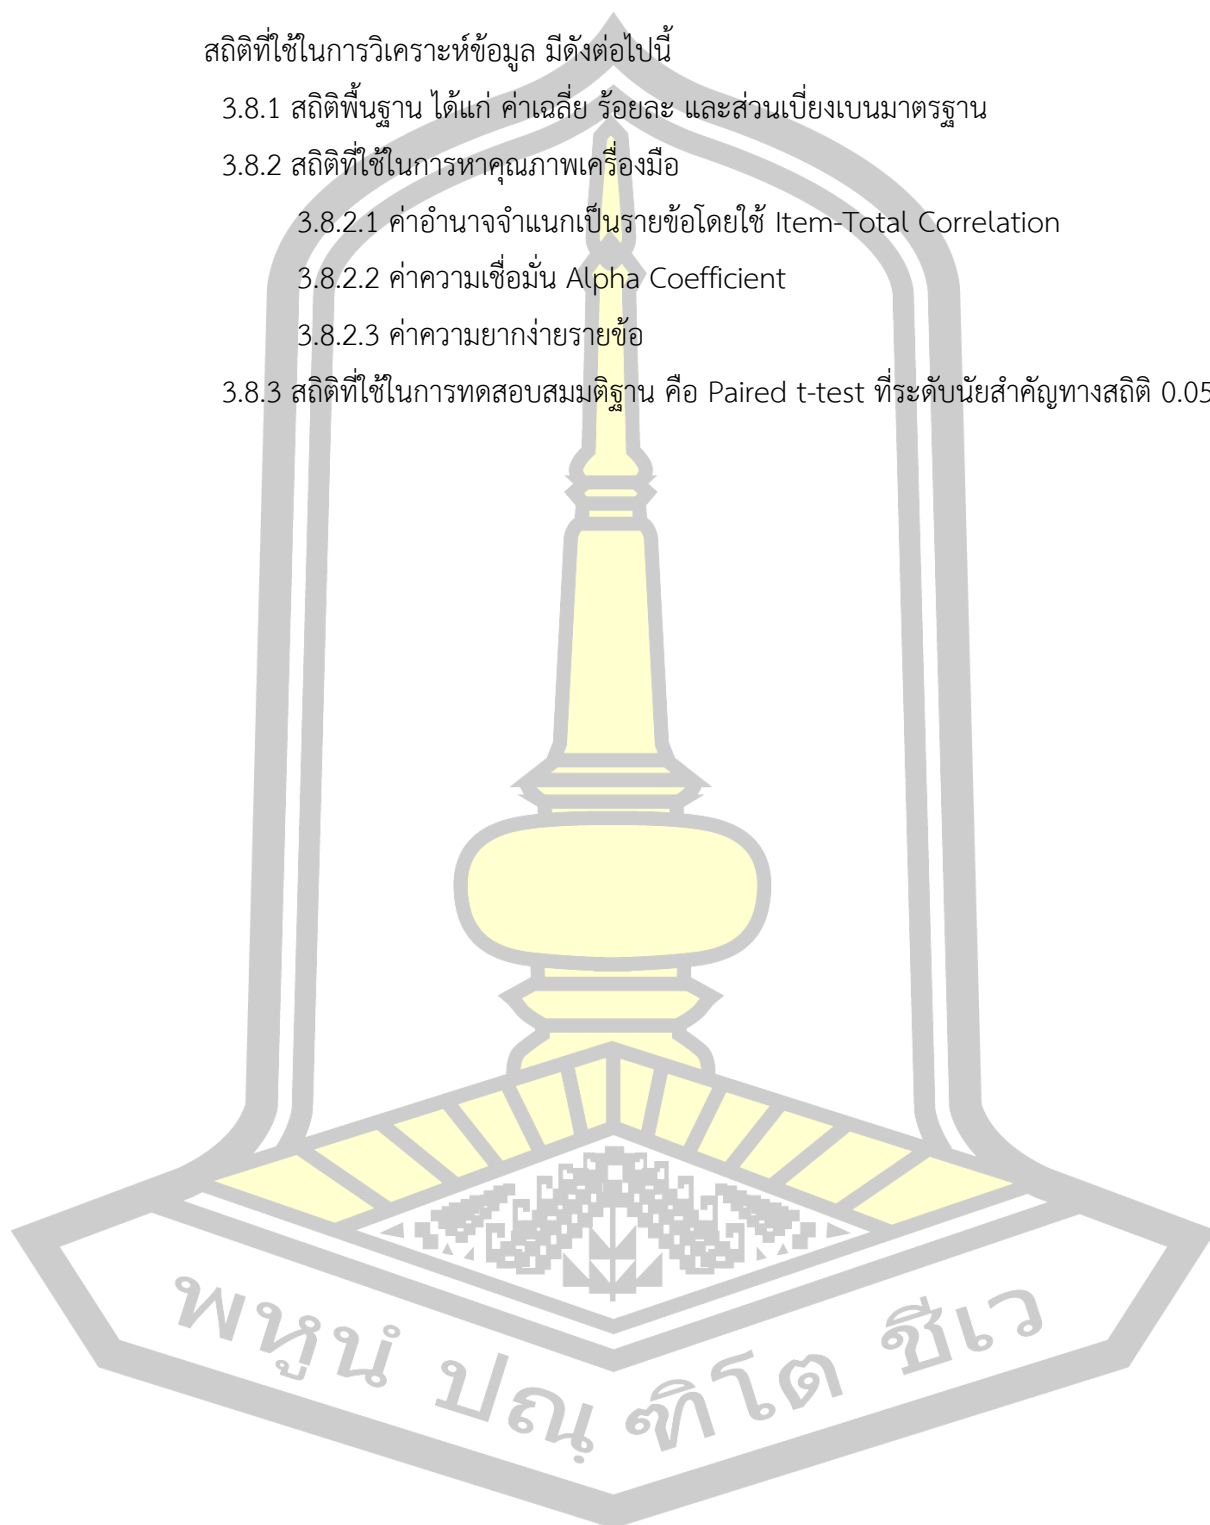 สถิติที่ใช้ในการวิเคราะห์ข้อมูล มีดังต่อไปนี้
3.8.1 สถิติพื้นฐาน ได้แก่ ค่าเฉลี่ย ร้อยละ และส่วนเบี่ยงเบนมาตรฐาน
3.8.2 สถิติที่ใช้ในการหาคุณภาพเครื่องมือ
3.8.2.1 ค่าอำนาจจำแนกเป็นรายข้อโดยใช้ Item-Total Correlation
3.8.2.2 ค่าความเชื่อมั่น Alpha Coefficient
3.8.2.3 ค่าความยากง่ายรายข้อ
3.8.3 สถิติที่ใช้ในการทดสอบสมมติฐาน คือ Paired t-test ที่ระดับนัยสำคัญทางสถิติ 0.05
พหูนํ ปณฺ ฑิโต ชีเว